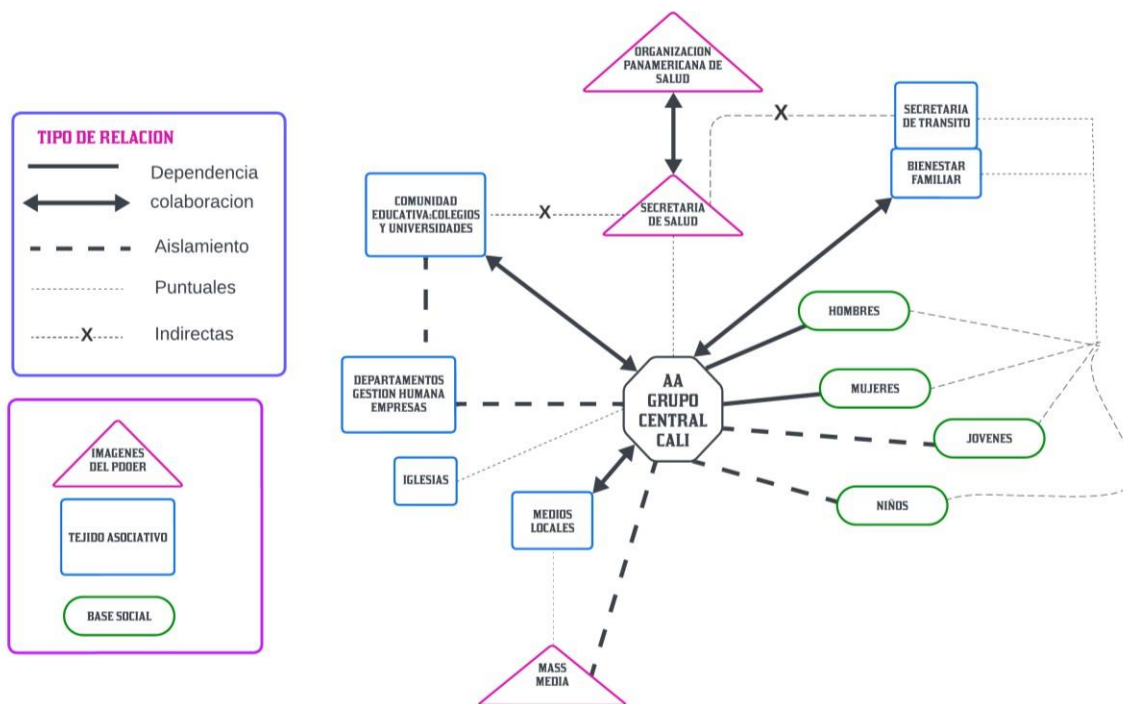 ORGANIZACION
PANAMERICANA DE
SALUD
SECRETARIA
DE TRANSITO
BIENESTAR
FAMILIAR
TIPO DE RELACION
Dependencia
colaboracion
Aislamiento
Puntuales
X Indirectas
COMUNIDAD
EDUCATIVA:COLEGIOS
Y UNIVERSIDADES
X
SECRETARIA
DE SALUD
X
HOMBRES
MUJERES
JOVENES
NIÑOS
AA
GRUPO
CENTRAL
CALI
DEPARTAMENTOS
GESTION HUMANA
EMPRESAS
IGLESIAS
MEDIOS
LOCALES
MASS
MEDIA
IMAGENES
DEL PODER
TEJIDO ASOCIATIVO
BASE SOCIAL